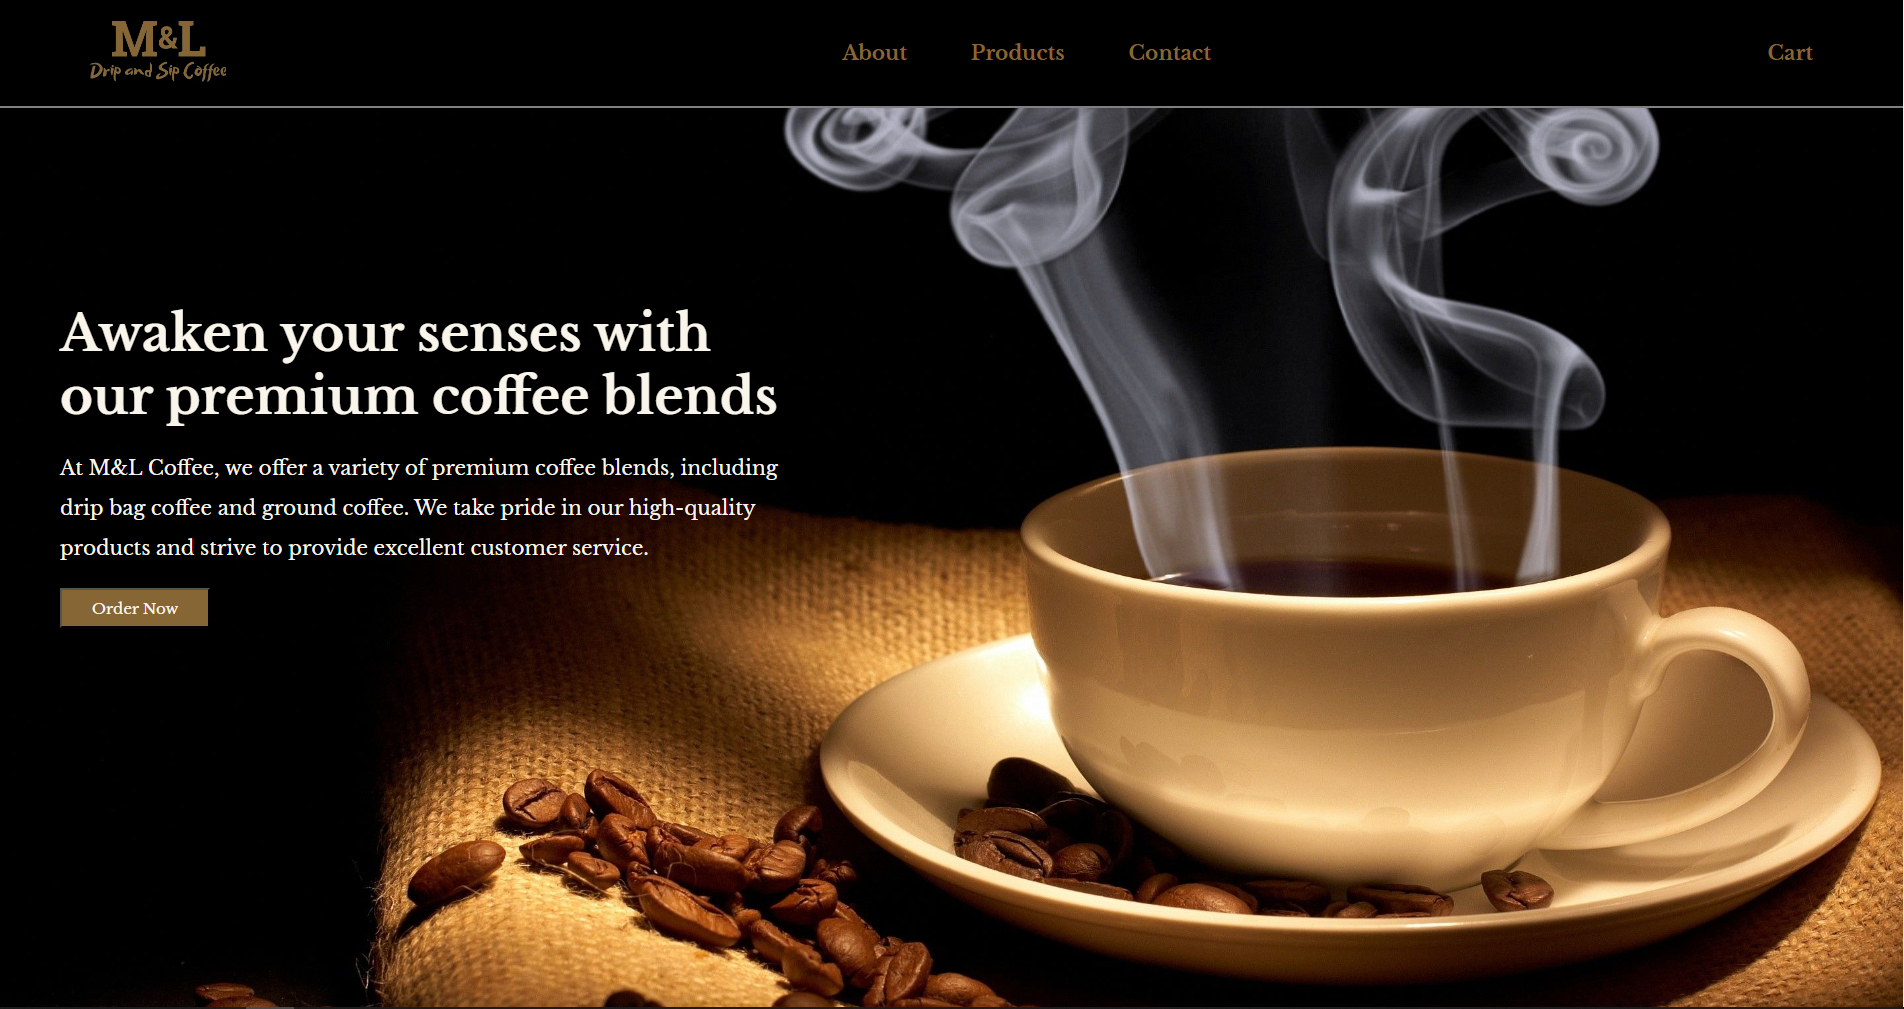 M&L
Drip and Sip Coffee
About
Products
Contact
Cart
Awaken your senses with
our premium coffee blends
At M&L Coffee, we offer a variety of premium coffee blends, including
drip bag coffee and ground coffee. We take pride in our high-quality
products and strive to provide excellent customer service.
Order Now